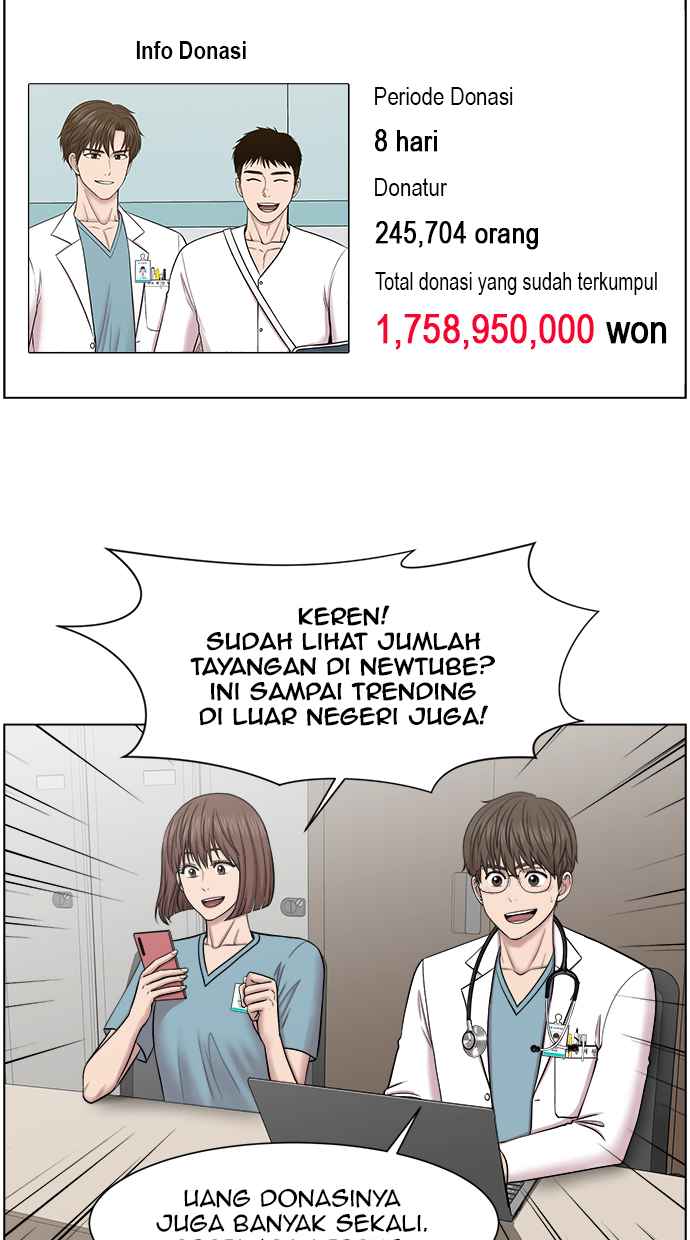 Info Donasi
Periode Donasi
8 hari
Donatur
245,704 orang
Total donasi yang sudah terkumpul
1,758,950,000 won
KEREN!
SUDAH LIHAT JUMLAH
TAYANGAN DI NEWTUBE?
INI SAMPAI TRENDING
DI LUAR NEGERI JUGA!
UANG DONASINYA
JUGA BANYAK SEKALI.